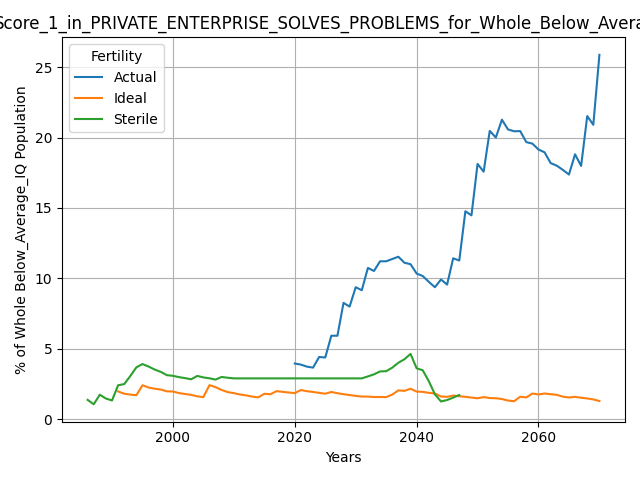 Score_1_in_PRIVATE_ENTERPRISE_SOLVES_PROBLEMS_for_Whole_Below_Avera
Fertility
Actual
Ideal
Sterile
% of Whole Below_Average_IQ Population
25
20
15
10
5
0
2000 2020 2040 2060
Years